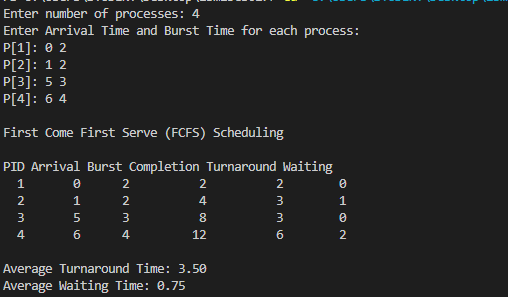 Enter number of processes: 4
Enter Arrival Time and Burst Time for each process:
P[1]: 0 2
P[2]: 1 2
P[3]: 5 3
P[4]: 6 4
First Come First Serve (FCFS) Scheduling
PID Arrival Burst Completion Turnaround Waiting
1 0 2 2 2 0
2 1 2 4 3 1
3 5 3 8 3 0
4 6 4 12 6 2
Average Turnaround Time: 3.50
Average Waiting Time: 0.75